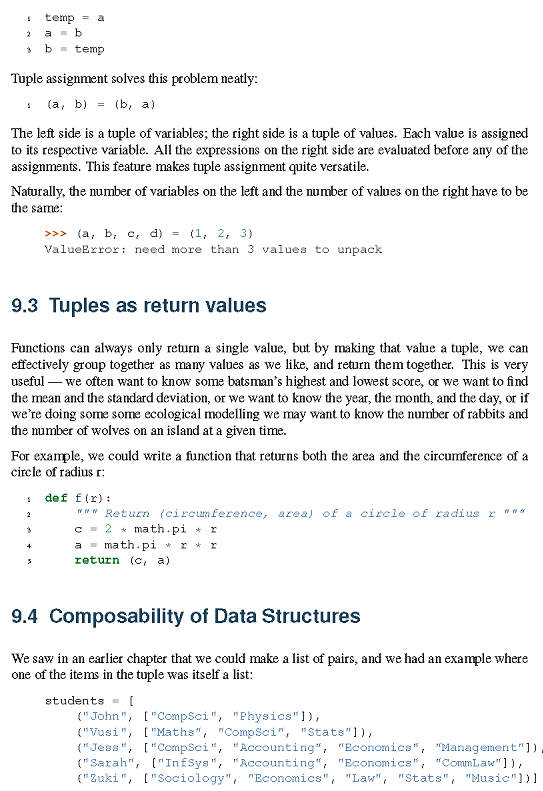 1 temp = a
2 a = b
3 b = temp
Tuple assignment solves this problem neatly:
1 (a, b) = (b, a)
The left side is a tuple of variables; the right side is a tuple of values. Each value is assigned
to its respective variable. All the expressions on the right side are evaluated before any of the
assignments. This feature makes tuple assignment quite versatile.
Naturally, the number of variables on the left and the number of values on the right have to be
the same:
>>> (a, b, c, d) = (1, 2, 3)
ValueError: need more than 3 values to unpack
9.3 Tuples as return values
Functions can always only return a single value, but by making that value a tuple, we can
effectively group together as many values as we like, and return them together. This is very
useful — we often want to know some batsman's highest and lowest score, or we want to find
the mean and the standard deviation, or we want to know the year, the month, and the day, or if
we're doing some some ecological modelling we may want to know the number of rabbits and
the number of wolves on an island at a given time.
For example, we could write a function that returns both the area and the circumference of a
circle of radius r:
1 def f(r):
2 """ Return (circumference, area) of a circle of radius r """
3 c = 2 * math.pi * r
4 a = math.pi * r * r
5 return (c, a)
9.4 Composability of Data Structures
We saw in an earlier chapter that we could make a list of pairs, and we had an example where
one of the items in the tuple was itself a list:
students = [
("John", ["CompSci", "Physics"]),
("Vusi", ["Maths", "CompSci", "Stats"]),
("Jess", ["CompSci", "Accounting", "Economics", "Management"]),
("Sarah", ["InfSys", "Accounting", "Economics", "CommLaw"]),
("Zuki", ["Sociology", "Economics", "Law", "Stats", "Music"])]